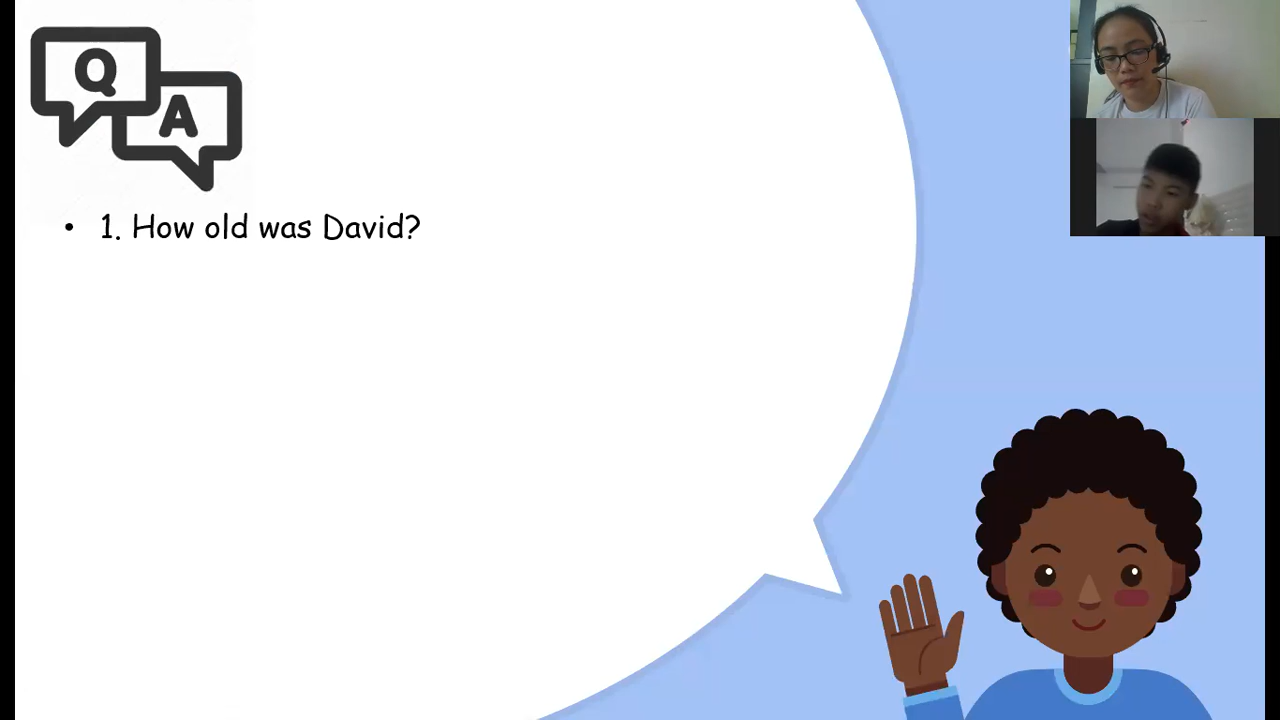 Q
A
• 1. How old was David?